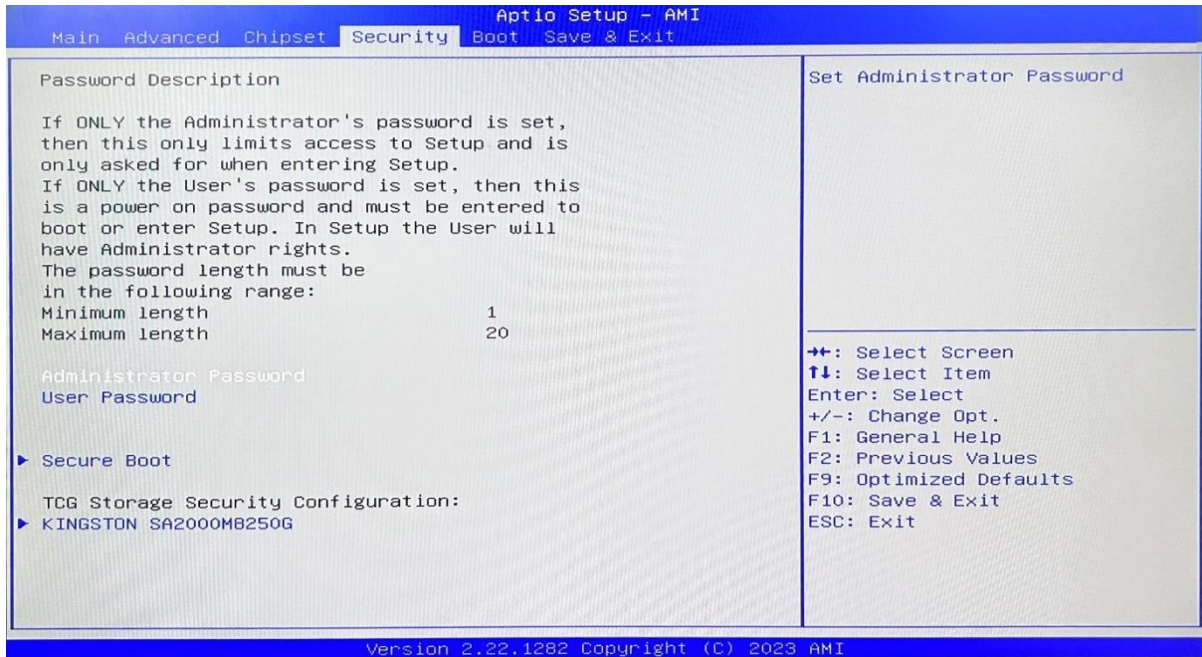 Aptio Setup - AMI
Main Advanced Chipset Security Boot Save & Exit
Password Description
If ONLY the Administrator's password is set,
then this only limits access to Setup and is
only asked for when entering Setup.
If ONLY the User's password is set, then this
is a power on password and must be entered to
boot or enter Setup. In Setup the User will
have Administrator rights.
The password length must be
in the following range:
Minimum length 1
Maximum length 20
Administrator Password
User Password
► Secure Boot
TCG Storage Security Configuration:
► KINGSTON SA2000M8250G
Set Administrator Password
→←: Select Screen
↑↓: Select Item
Enter: Select
+/-: Change Opt.
F1: General Help
F2: Previous Values
F9: Optimized Defaults
F10: Save & Exit
ESC: Exit
Version 2.22.1282 Copyright (C) 2023 AMI